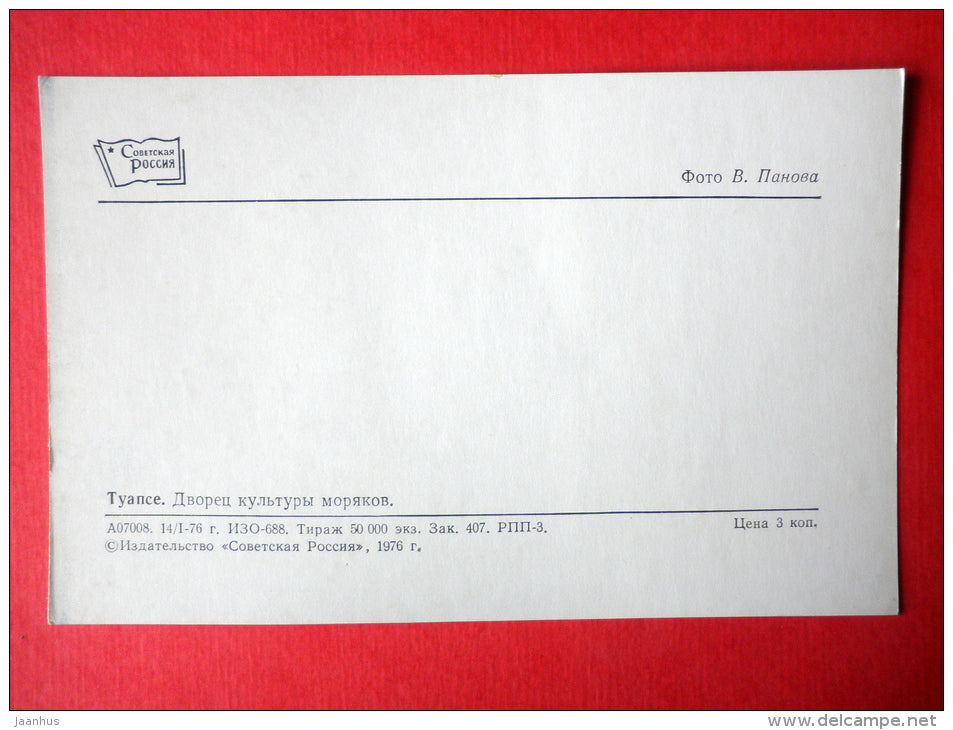 Советская
Россия
Фото В. Панова
Туапсе. Дворец культуры моряков.
А07008. 14/I-76 г. ИЗО-688. Тираж 50 000 экз. Зак. 407. РПП-3.
Цена 3 коп.
©Издательство «Советская Россия», 1976 г.
Jaanhus
www.delcampe.net